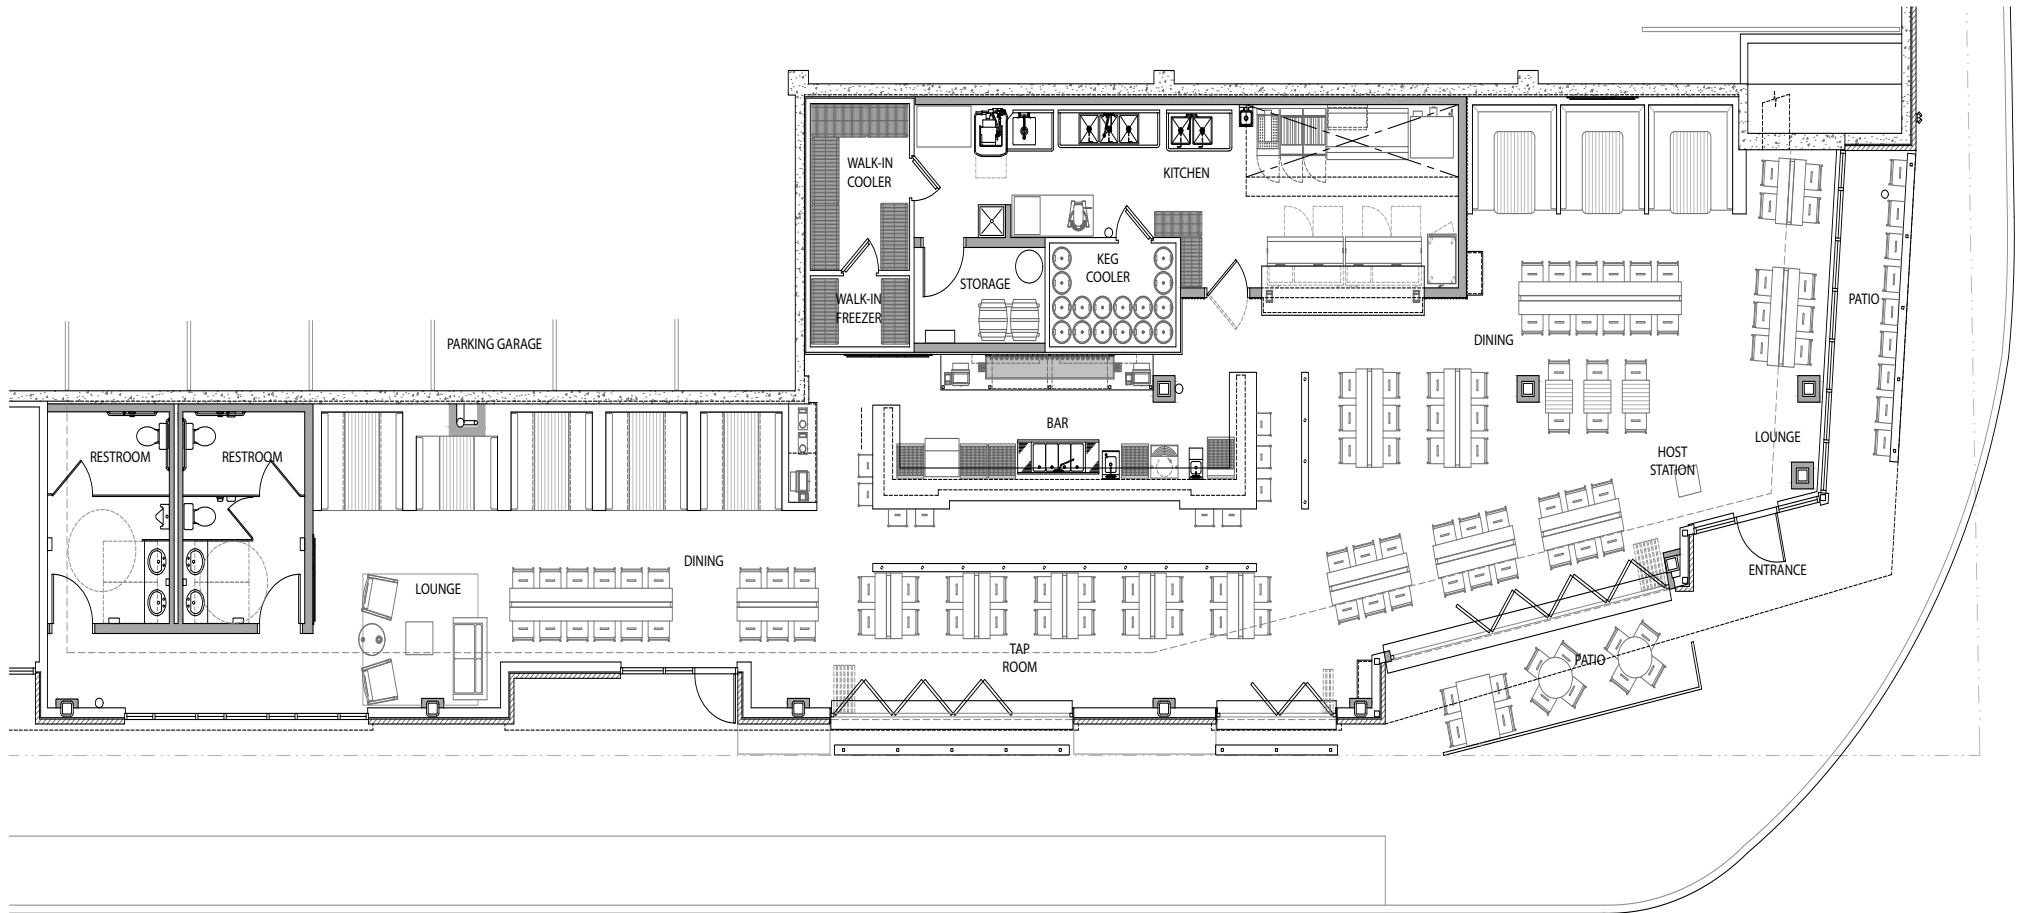 WALK-IN
COOLER
KITCHEN
KEG
COOLER
STORAGE
WALK-IN
FREEZER
PATIO
PARKING GARAGE
DINING
BAR
LOUNGE
HOST
STATION
RESTROOM
RESTROOM
DINING
ENTRANCE
LOUNGE
TAP
ROOM
PATIO